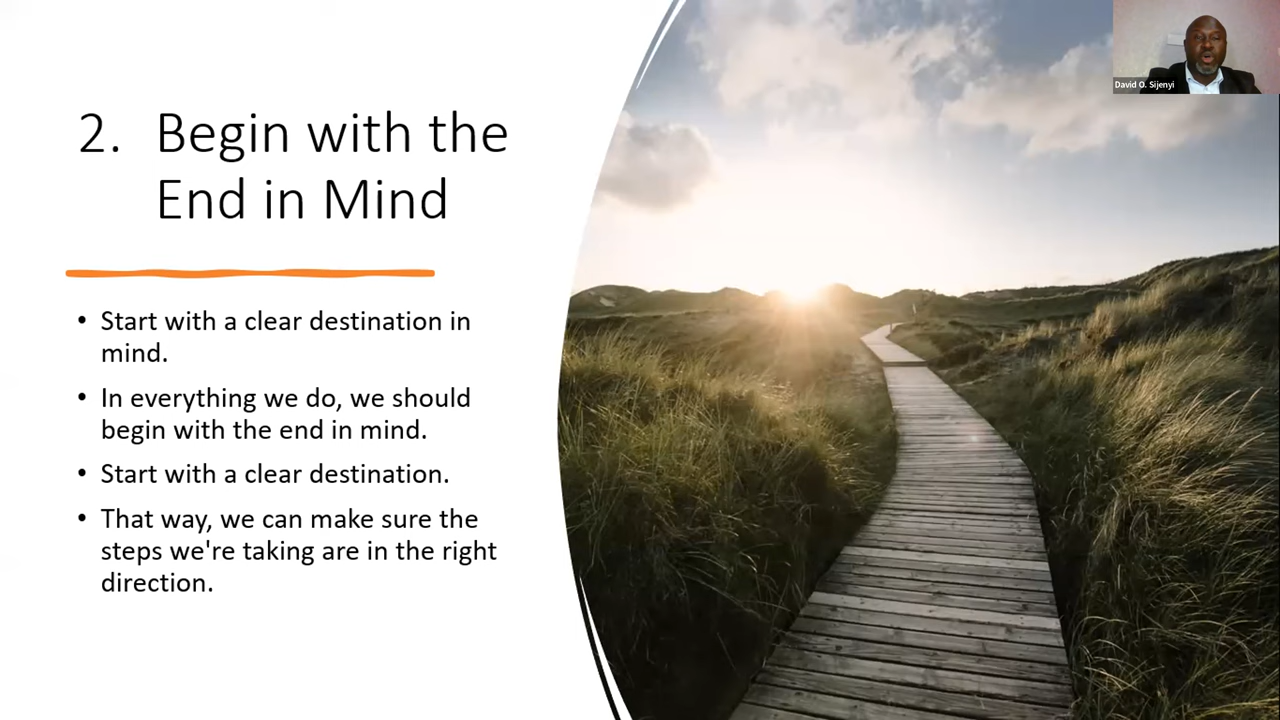 2. Begin with the
End in Mind
• Start with a clear destination in
mind.
• In everything we do, we should
begin with the end in mind.
• Start with a clear destination.
• That way, we can make sure the
steps we're taking are in the right
direction.
David O. Sijenyi